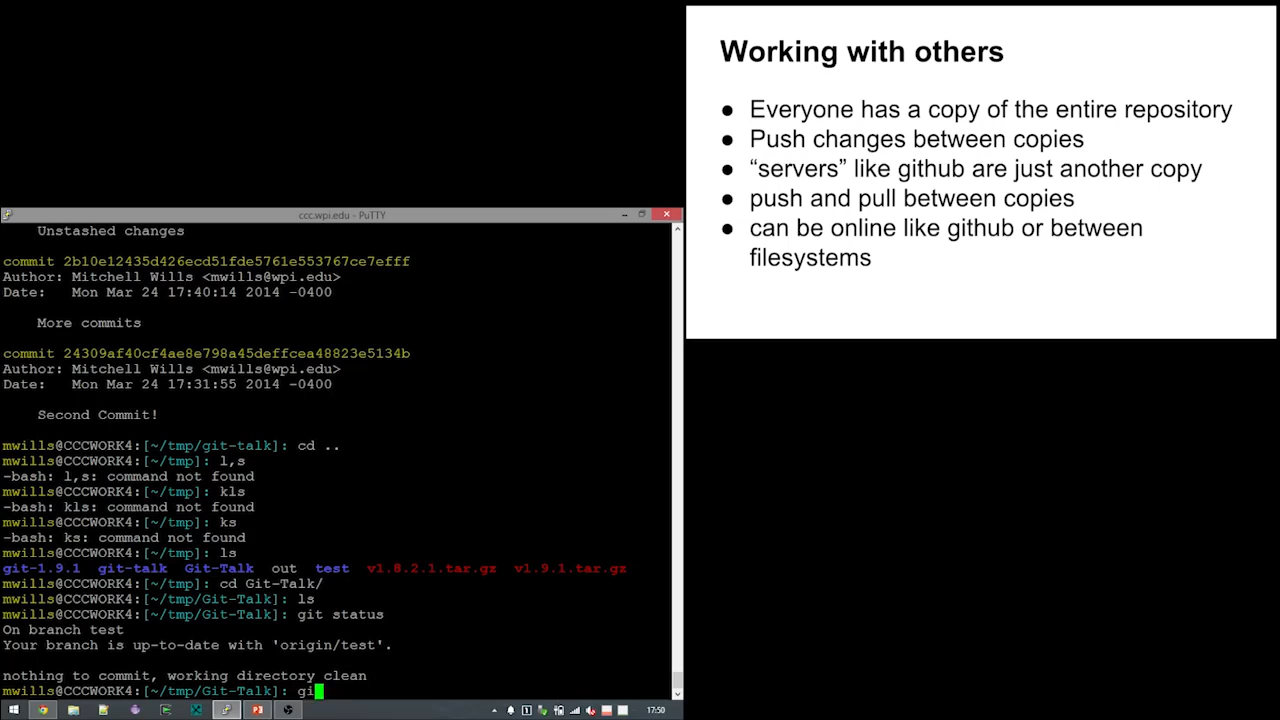 Working with others
● Everyone has a copy of the entire repository
● Push changes between copies
● “servers” like github are just another copy
● push and pull between copies
● can be online like github or between
filesystems
ccc.wpi.edu - PuTTY
Unstashed changes
commit 2b10e12435d426ecd51fde5761e553767ce7efff
Author: Mitchell Wills <mwills@wpi.edu>
Date:   Mon Mar 24 17:40:14 2014 -0400
More commits
commit 24309af40cf4ae8e798a45deffcea48823e5134b
Author: Mitchell Wills <mwills@wpi.edu>
Date:   Mon Mar 24 17:31:55 2014 -0400
Second Commit!
mwills@CCCWORK4:[~/tmp/git-talk]: cd ..
mwills@CCCWORK4:[~/tmp]: l,s
-bash: l,s: command not found
mwills@CCCWORK4:[~/tmp]: kls
-bash: kls: command not found
mwills@CCCWORK4:[~/tmp]: ks
-bash: ks: command not found
mwills@CCCWORK4:[~/tmp]: ls
git-1.9.1  git-talk  Git-Talk  out  test  v1.8.2.1.tar.gz  v1.9.1.tar.gz
mwills@CCCWORK4:[~/tmp]: cd Git-Talk/
mwills@CCCWORK4:[~/tmp/Git-Talk]: ls
mwills@CCCWORK4:[~/tmp/Git-Talk]: git status
On branch test
Your branch is up-to-date with 'origin/test'.
nothing to commit, working directory clean
mwills@CCCWORK4:[~/tmp/Git-Talk]: gi
17:50